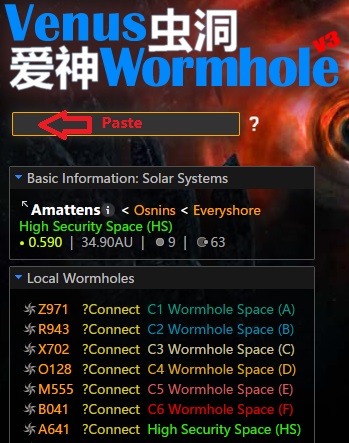 Venus虫洞
爱神Wormhole v3
Paste ?
Basic Information: Solar Systems
Amattens i < Osnins < Everyshore
High Security Space (HS)
• 0.590 | 34.90AU | 9 | 63
Local Wormholes
Z971 ?Connect C1 Wormhole Space (A)
R943 ?Connect C2 Wormhole Space (B)
X702 ?Connect C3 Wormhole Space (C)
O128 ?Connect C4 Wormhole Space (D)
M555 ?Connect C5 Wormhole Space (E)
B041 ?Connect C6 Wormhole Space (F)
A641 ?Connect High Security Space (HS)